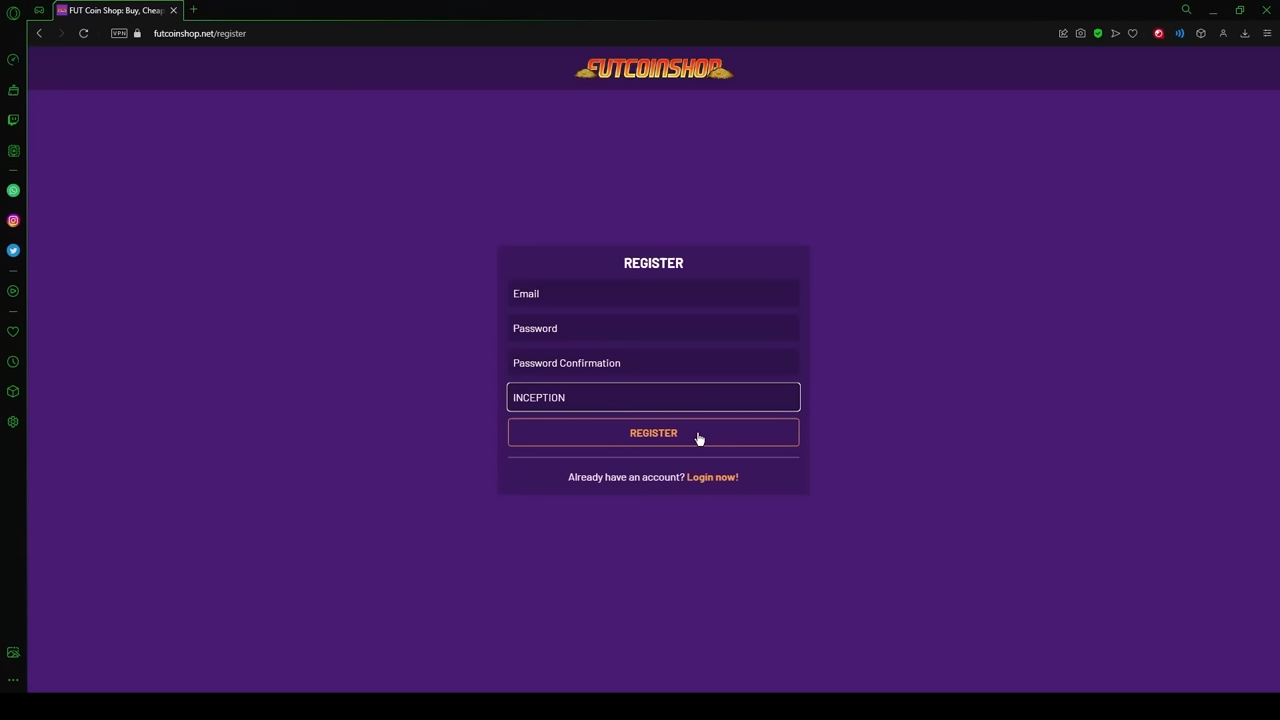 FUT Coin Shop: Buy, Cheap
VPN
futcoinshop.net/register
FUTCOINSHOP
REGISTER
Email
Password
Password Confirmation
INCEPTION
REGISTER
Already have an account? Login now!